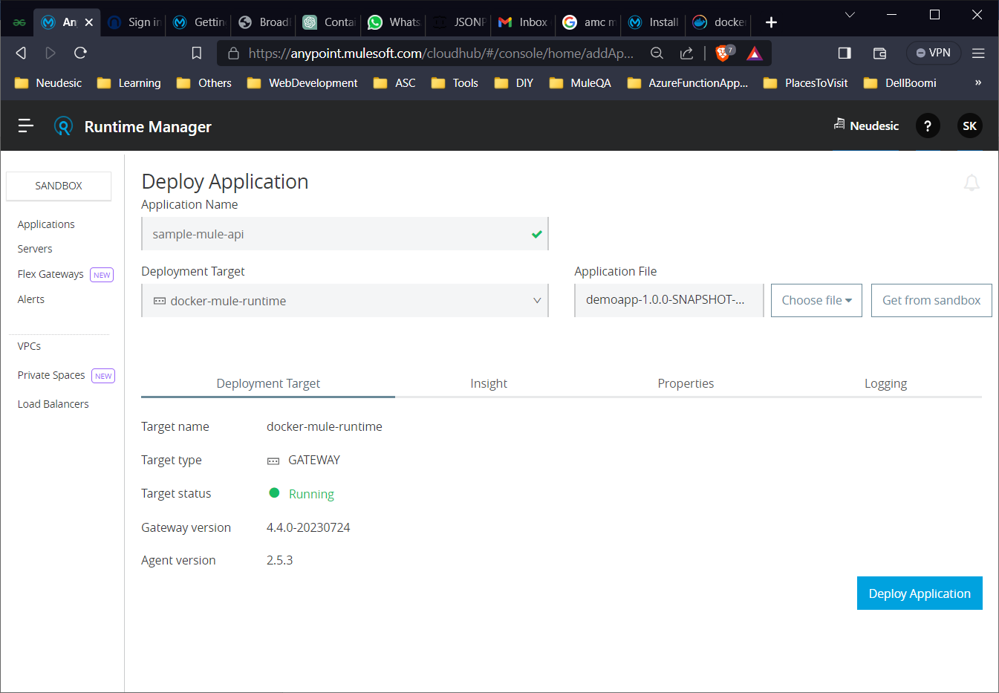 An
Sign in
Gettin
Broad
Contai
Whats
JSONP
Inbox
amc m
Install
docker
https://anypoint.mulesoft.com/cloudhub/#/console/home/addAp...
7
VPN
Neudesic
Learning
Others
WebDevelopment
ASC
Tools
DIY
MuleQA
AzureFunctionApp...
PlacesToVisit
DellBoomi
»
Runtime Manager
Neudesic
?
SK
SANDBOX
Applications
Servers
Flex Gateways NEW
Alerts
VPCs
Private Spaces NEW
Load Balancers
Deploy Application
Application Name
sample-mule-api
Deployment Target
docker-mule-runtime
Application File
demoapp-1.0.0-SNAPSHOT-...
Choose file
Get from sandbox
Deployment Target
Insight
Properties
Logging
Target name docker-mule-runtime
Target type GATEWAY
Target status Running
Gateway version 4.4.0-20230724
Agent version 2.5.3
Deploy Application